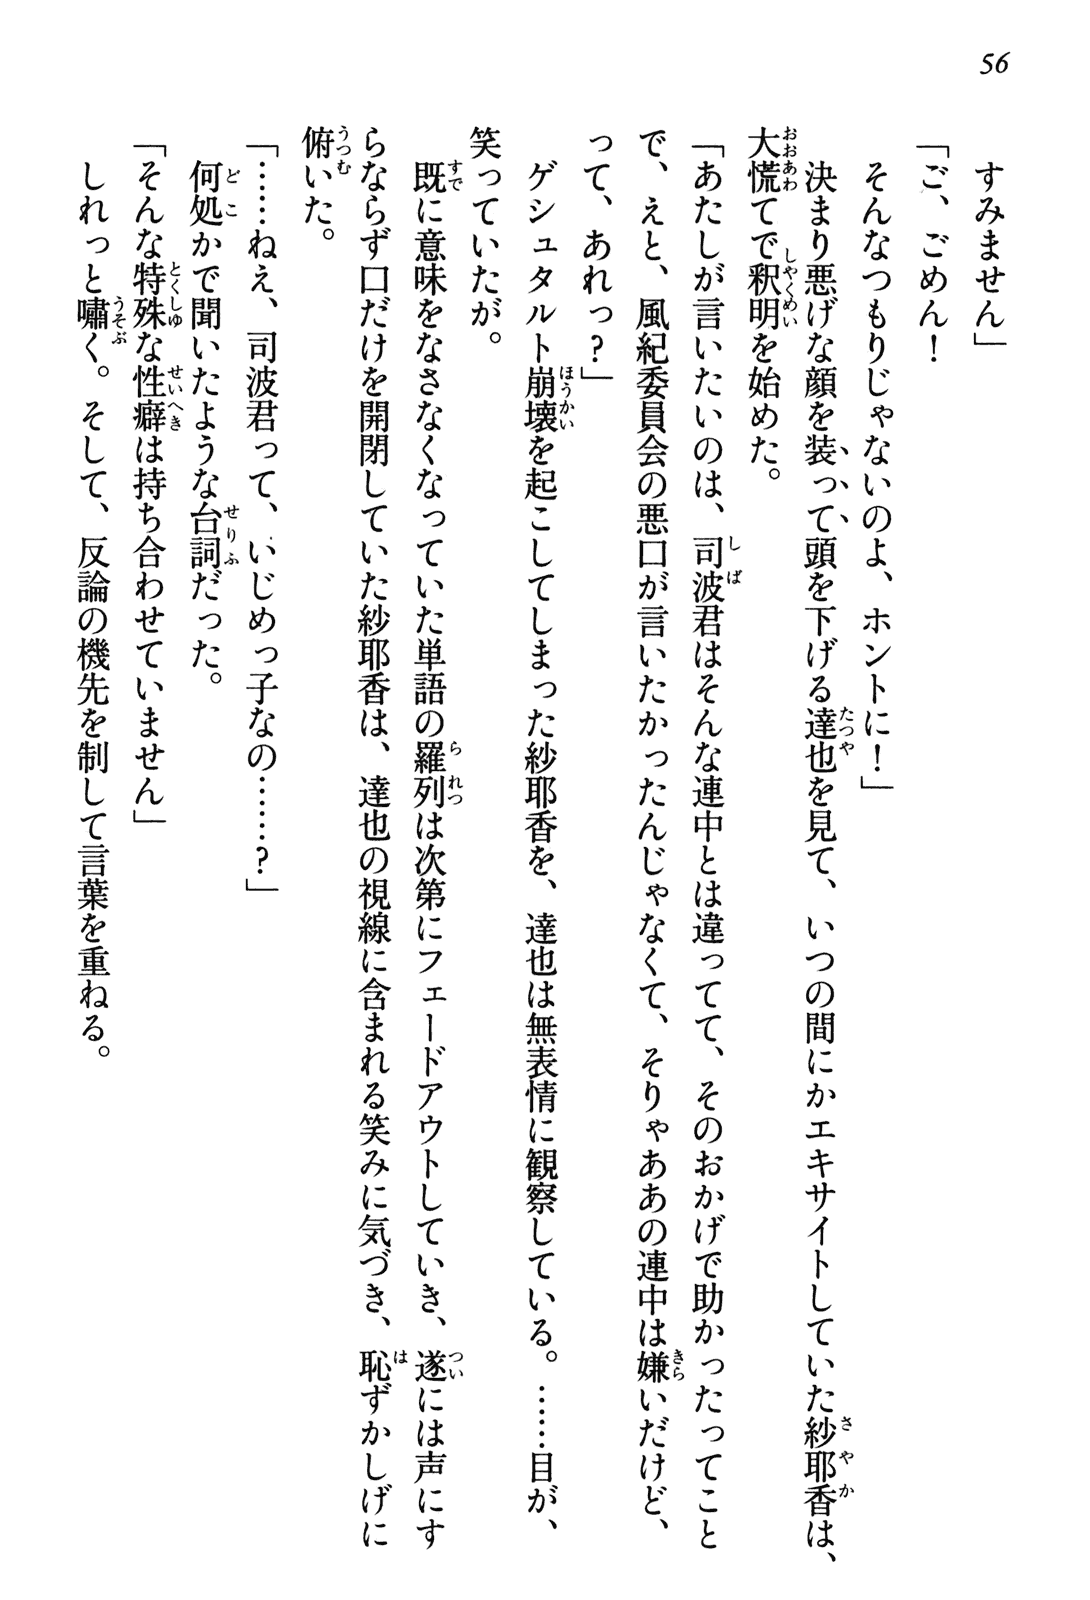 56
すみません」
「ご、ごめん！
そんなつもりじゃないのよ、ホントに！」
決まり悪げな顔を装って頭を下げる達也を見て、いつの間にかエキサイトしていた紗耶香は、
大慌てで釈明を始めた。
「あたしが言いたいのは、司波君はそんな連中とは違ってて、そのおかげで助かったってこと
で、えと、風紀委員会の悪口が言いたかったんじゃなくて、そりゃああの連中は嫌いだけど、
って、あれっ？」
ゲシュタルト崩壊を起こしてしまった紗耶香を、達也は無表情に観察している。……目が、
笑っていたが。
既に意味をなさなくなっていた単語の羅列は次第にフェードアウトしていき、遂には声にす
らならず口だけを開閉していた紗耶香は、達也の視線に含まれる笑みに気づき、恥ずかしげに
俯いた。
「……ねえ、司波君って、いじめっ子なの……？」
何処かで聞いたような台詞だった。
「そんな特殊な性癖は持ち合わせていません」
しれっと嘯く。そして、反論の機先を制して言葉を重ねる。